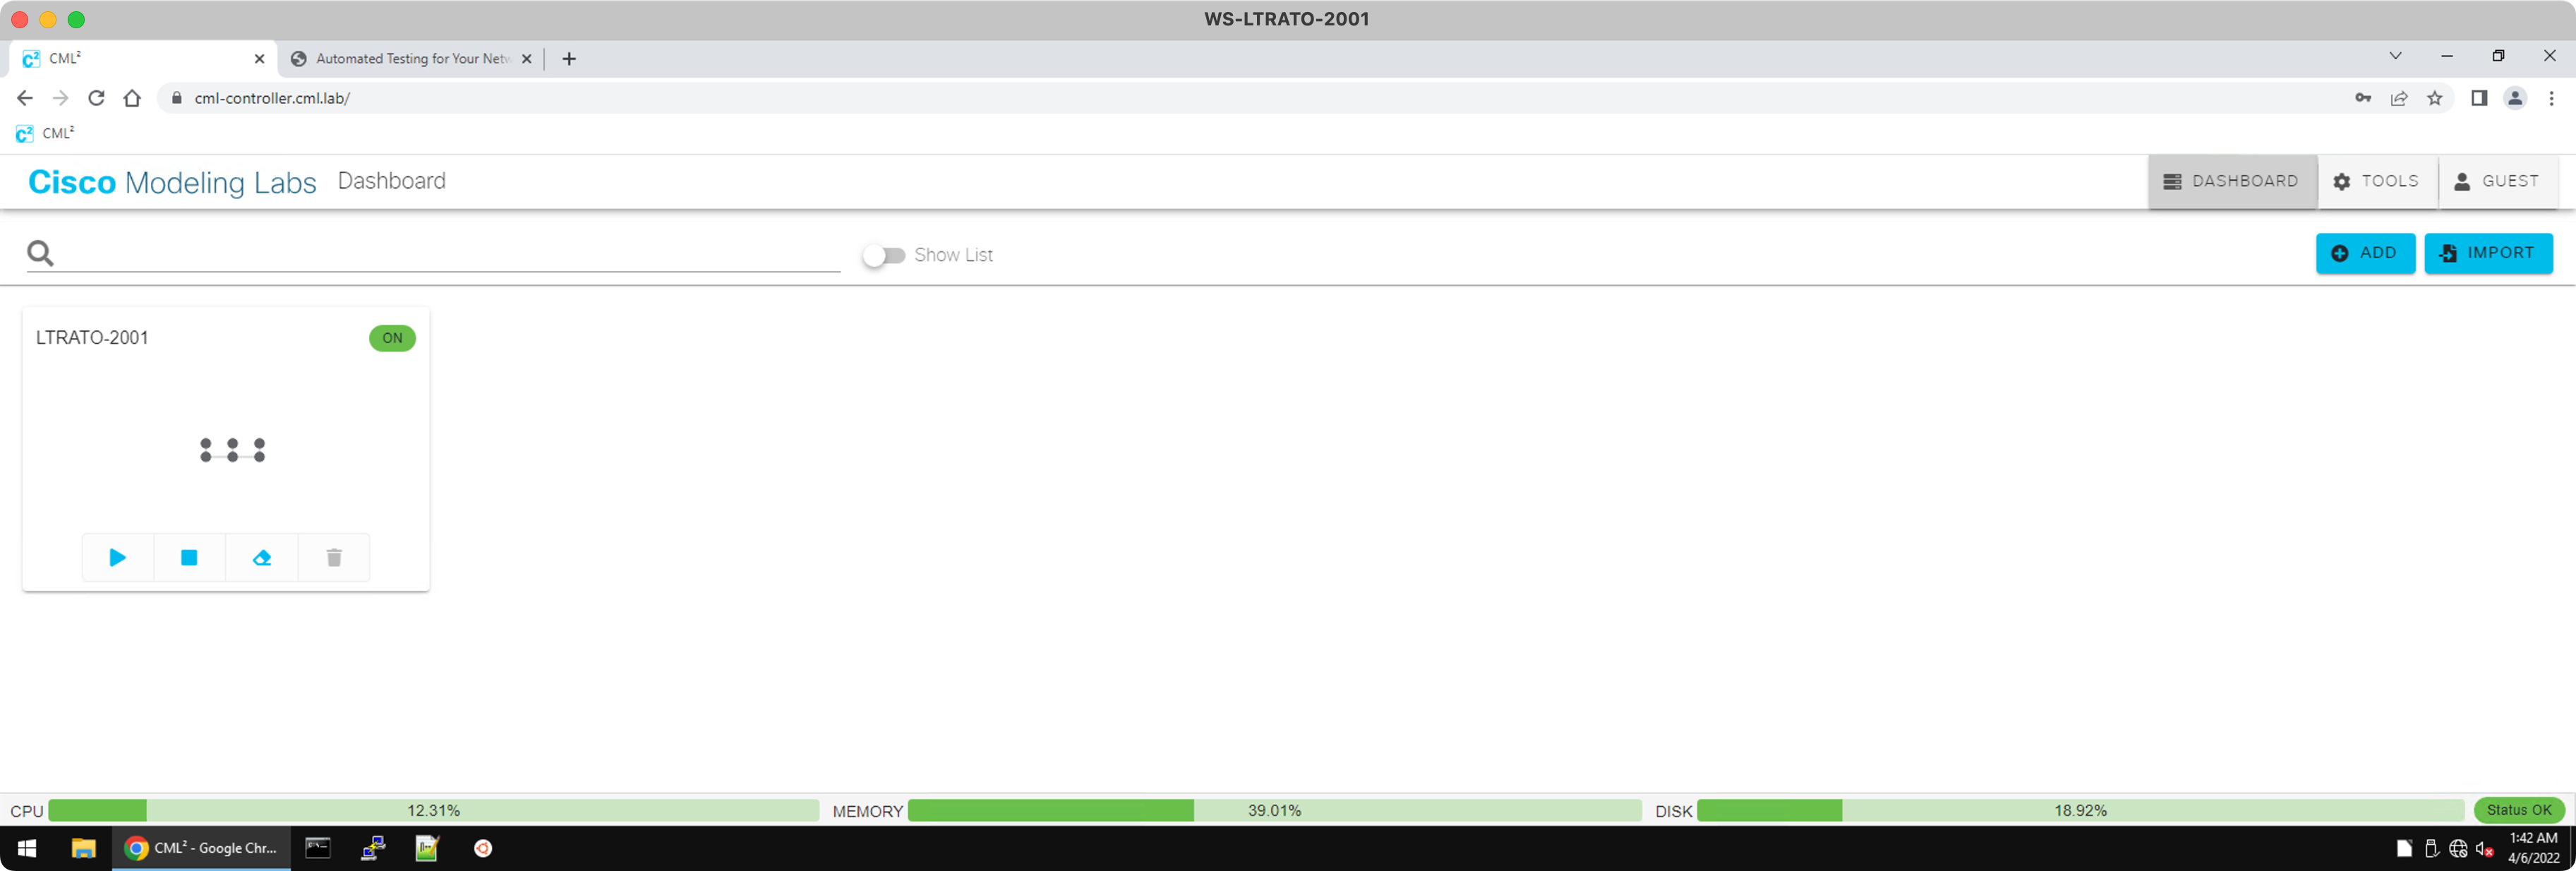 WS-LTRATO-2001
CML²
Automated Testing for Your Netw
cml-controller.cml.lab/
CML²
Cisco Modeling Labs Dashboard
DASHBOARD
TOOLS
GUEST
Show List
ADD
IMPORT
LTRATO-2001
ON
CPU 12.31% MEMORY 39.01% DISK 18.92% Status OK
CML² - Google Chr...
1:42 AM
4/6/2022